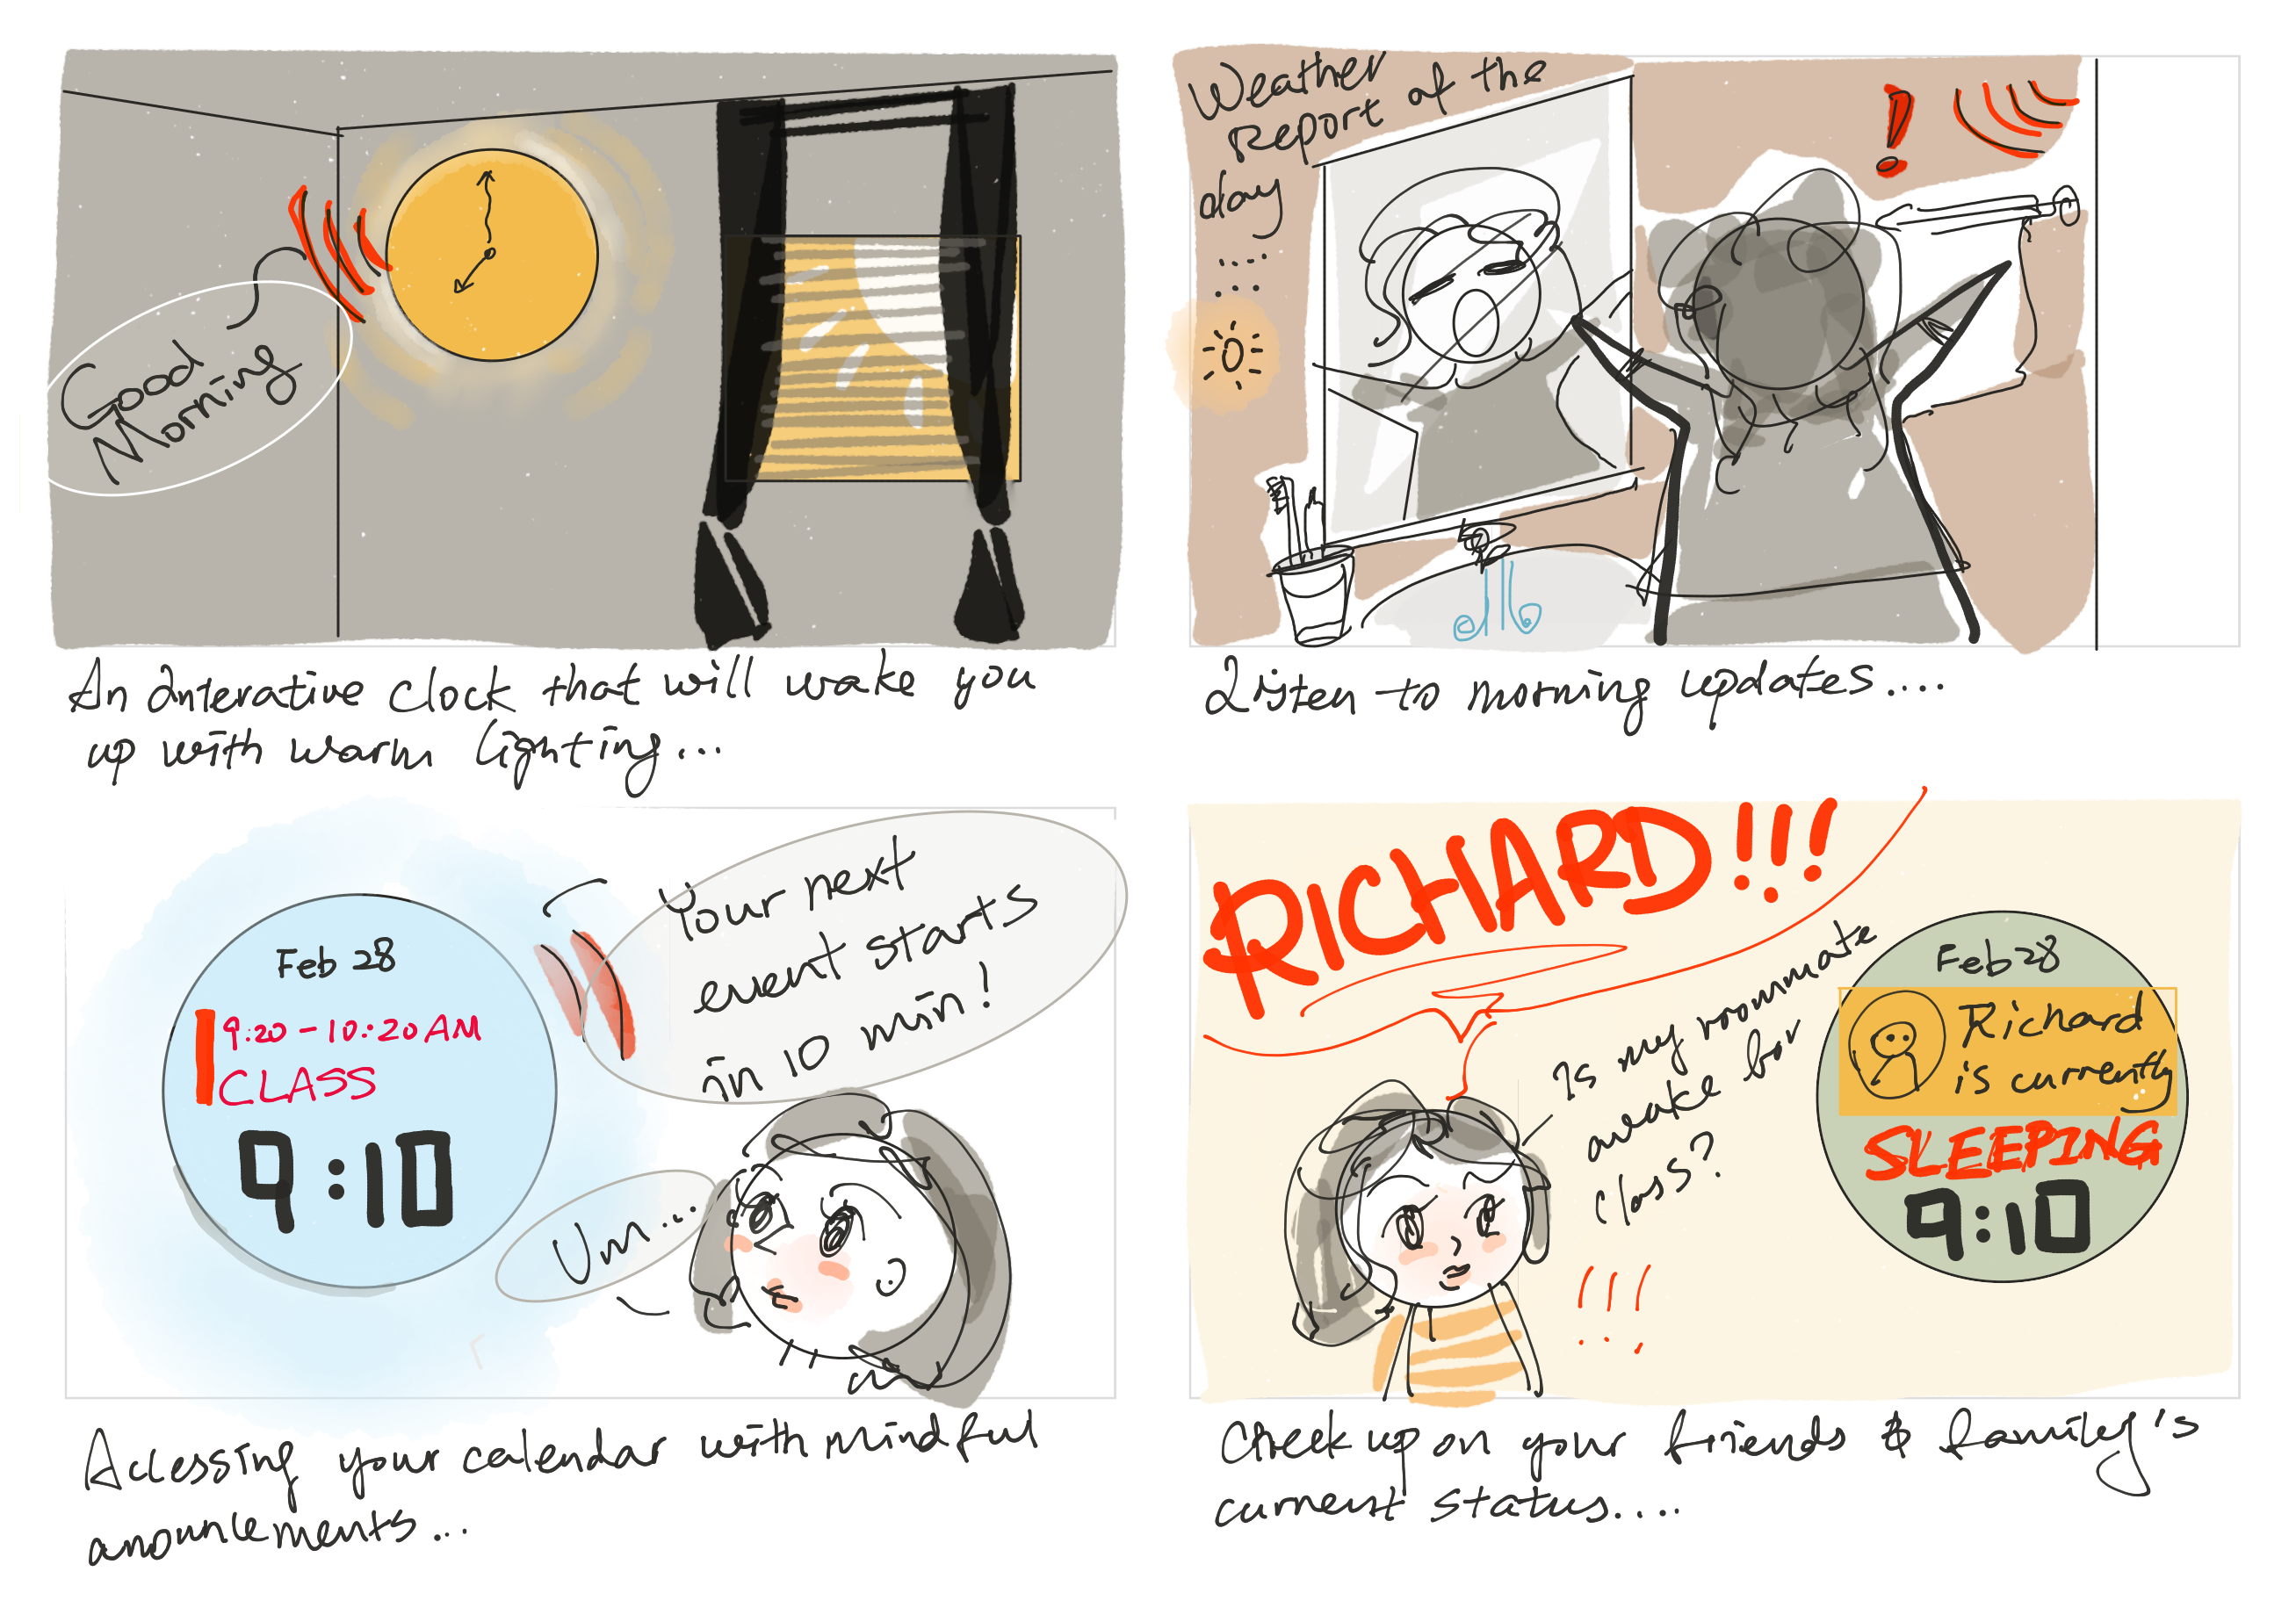 Good
Morning
An Interative clock that will wake you
up with warm lighting...
Weather
Report of the
day
Listen to morning updates....
Feb 28
9:20-10:20AM
CLASS
9:10
Your next
event starts
in 10 min!
Um...
Accessing your calendar with mindful
anouncements...
RICHARD!!!
Is my roommate
awake for
class?
!!!
Feb 28
Richard
is currently
SLEEPING
9:10
Check up on your friends & family's
current status....